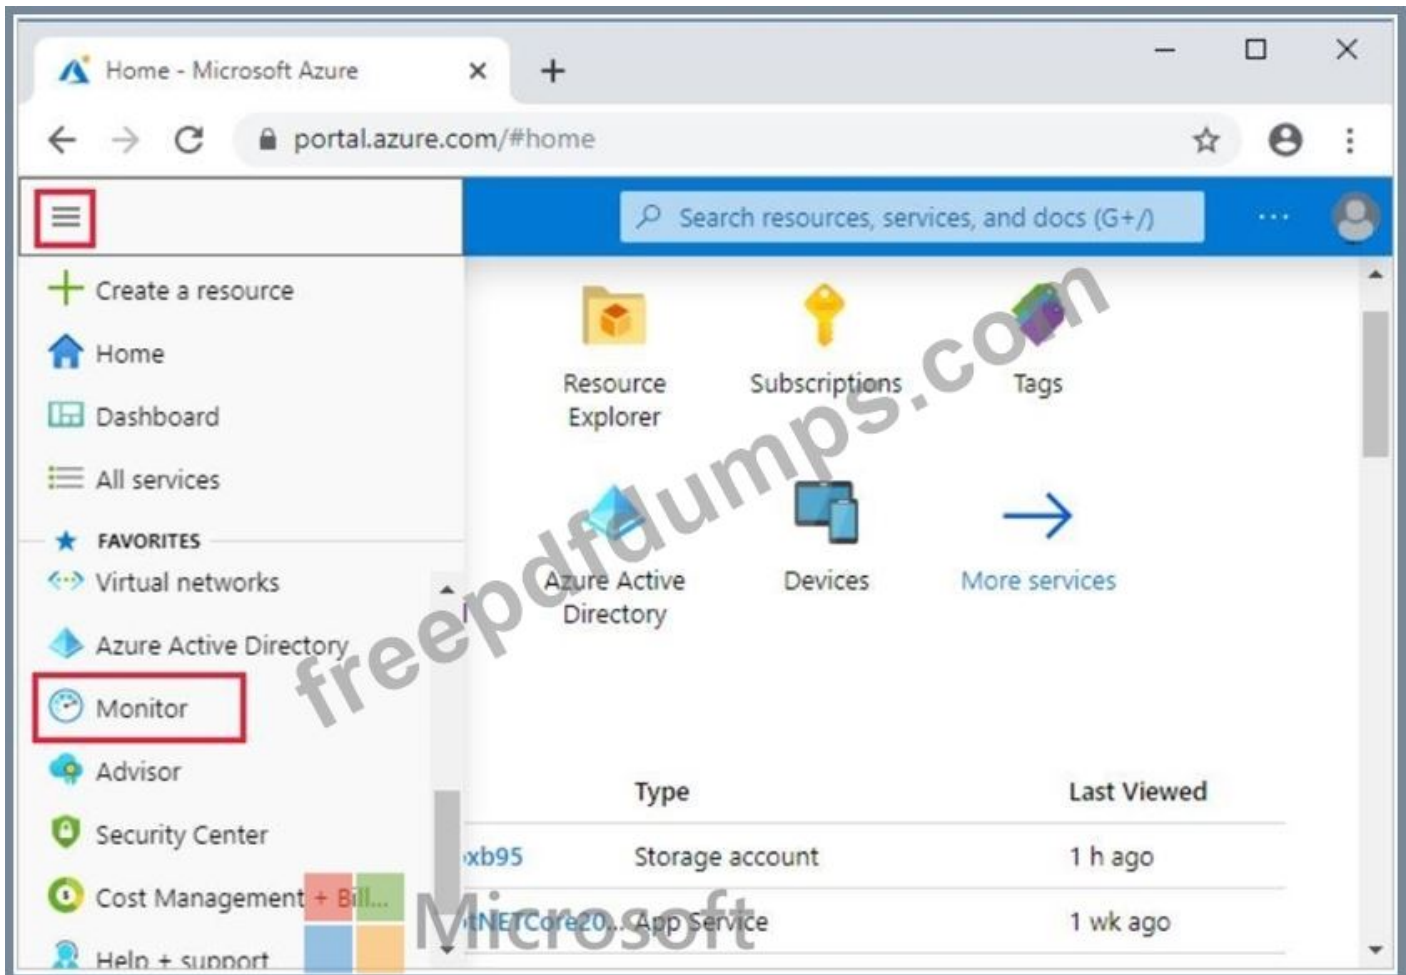 Home - Microsoft Azure
portal.azure.com/#home
Search resources, services, and docs (G+/)
Create a resource
Home
Dashboard
All services
FAVORITES
Virtual networks
Azure Active Directory
Monitor
Advisor
Security Center
Cost Management + Bill...
Help + support
Resource
Explorer
Subscriptions
Tags
Azure Active
Directory
Devices
More services
Type Last Viewed
xb95 Storage account 1 h ago
tNETCore20... App Service 1 wk ago
freepdfdumps.com
Microsoft